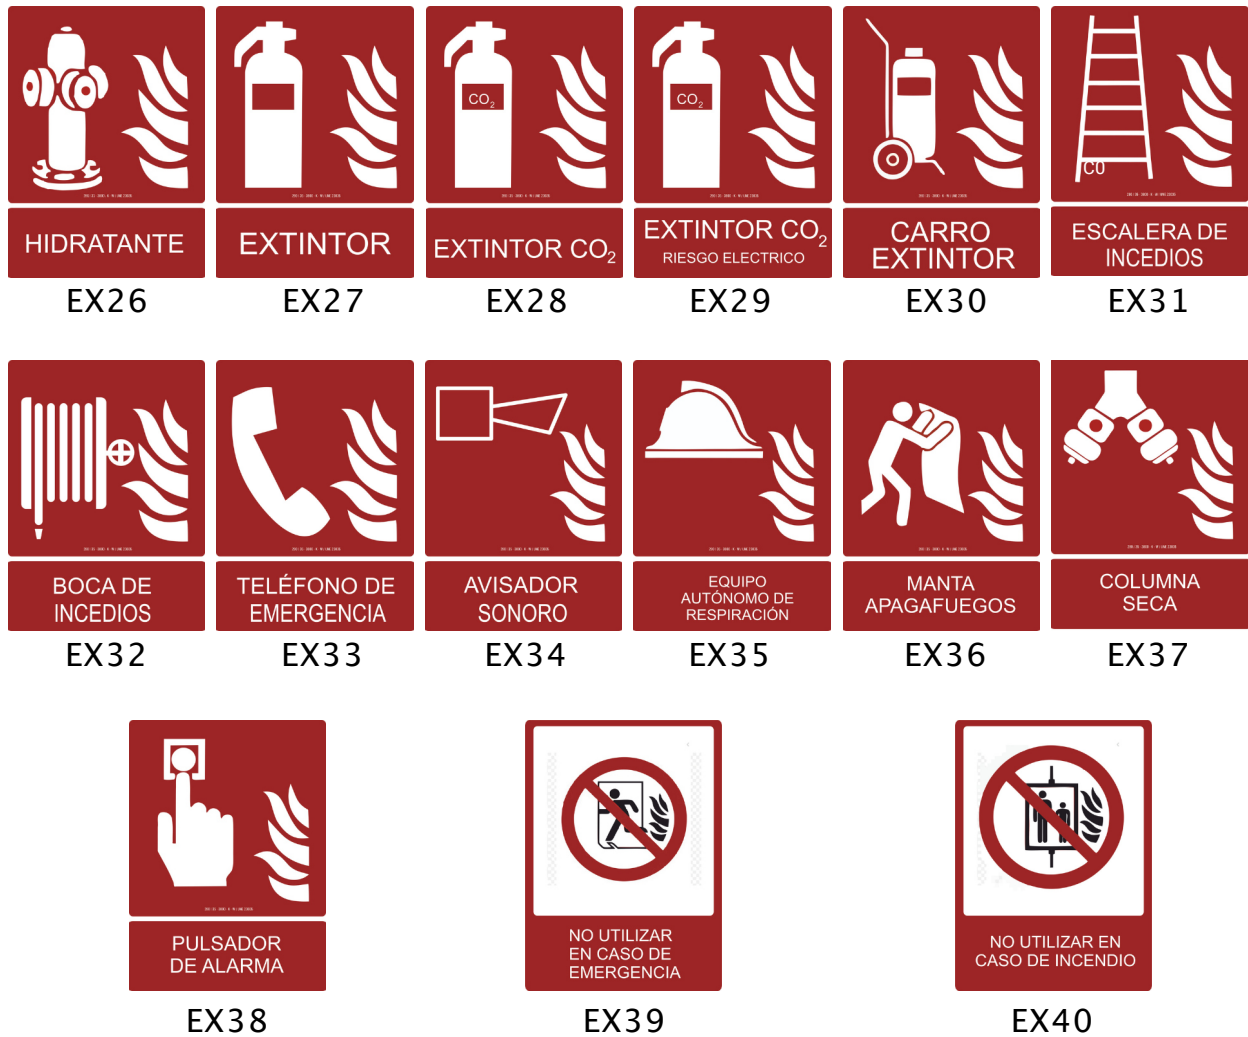 CO2
CO2
CO
HIDRATANTE
EXTINTOR
EXTINTOR CO2
EXTINTOR CO2
RIESGO ELECTRICO
CARRO
EXTINTOR
ESCALERA DE
INCEDIOS
EX26
EX27
EX28
EX29
EX30
EX31
BOCA DE
INCEDIOS
TELÉFONO DE
EMERGENCIA
AVISADOR
SONORO
EQUIPO
AUTÓNOMO DE
RESPIRACIÓN
MANTA
APAGAFUEGOS
COLUMNA
SECA
EX32
EX33
EX34
EX35
EX36
EX37
PULSADOR
DE ALARMA
NO UTILIZAR
EN CASO DE
EMERGENCIA
NO UTILIZAR EN
CASO DE INCENDIO
EX38
EX39
EX40